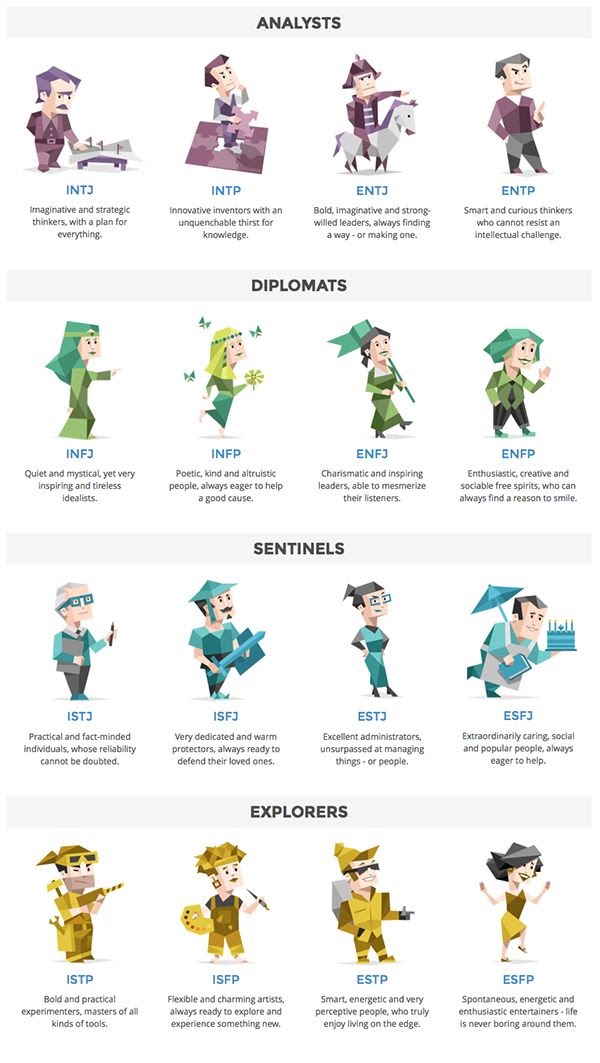 ANALYSTS
INTJ
Imaginative and strategic
thinkers, with a plan for
everything.
INTP
Innovative inventors with an
unquenchable thirst for
knowledge.
ENTJ
Bold, imaginative and strong-
willed leaders, always finding
a way - or making one.
ENTP
Smart and curious thinkers
who cannot resist an
intellectual challenge.
DIPLOMATS
INFJ
Quiet and mystical, yet very
inspiring and tireless
idealists.
INFP
Poetic, kind and altruistic
people, always eager to help
a good cause.
ENFJ
Charismatic and inspiring
leaders, able to mesmerize
their listeners.
ENFP
Enthusiastic, creative and
sociable free spirits, who can
always find a reason to smile.
SENTINELS
ISTJ
Practical and fact-minded
individuals, whose reliability
cannot be doubted.
ISFJ
Very dedicated and warm
protectors, always ready to
defend their loved ones.
ESTJ
Excellent administrators,
unsurpassed at managing
things - or people.
ESFJ
Extraordinarily caring, social
and popular people, always
eager to help.
EXPLORERS
ISTP
Bold and practical
experimenters, masters of all
kinds of tools.
ISFP
Flexible and charming artists,
always ready to explore and
experience something new.
ESTP
Smart, energetic and very
perceptive people, who truly
enjoy living on the edge.
ESFP
Spontaneous, energetic and
enthusiastic entertainers - life
is never boring around them.